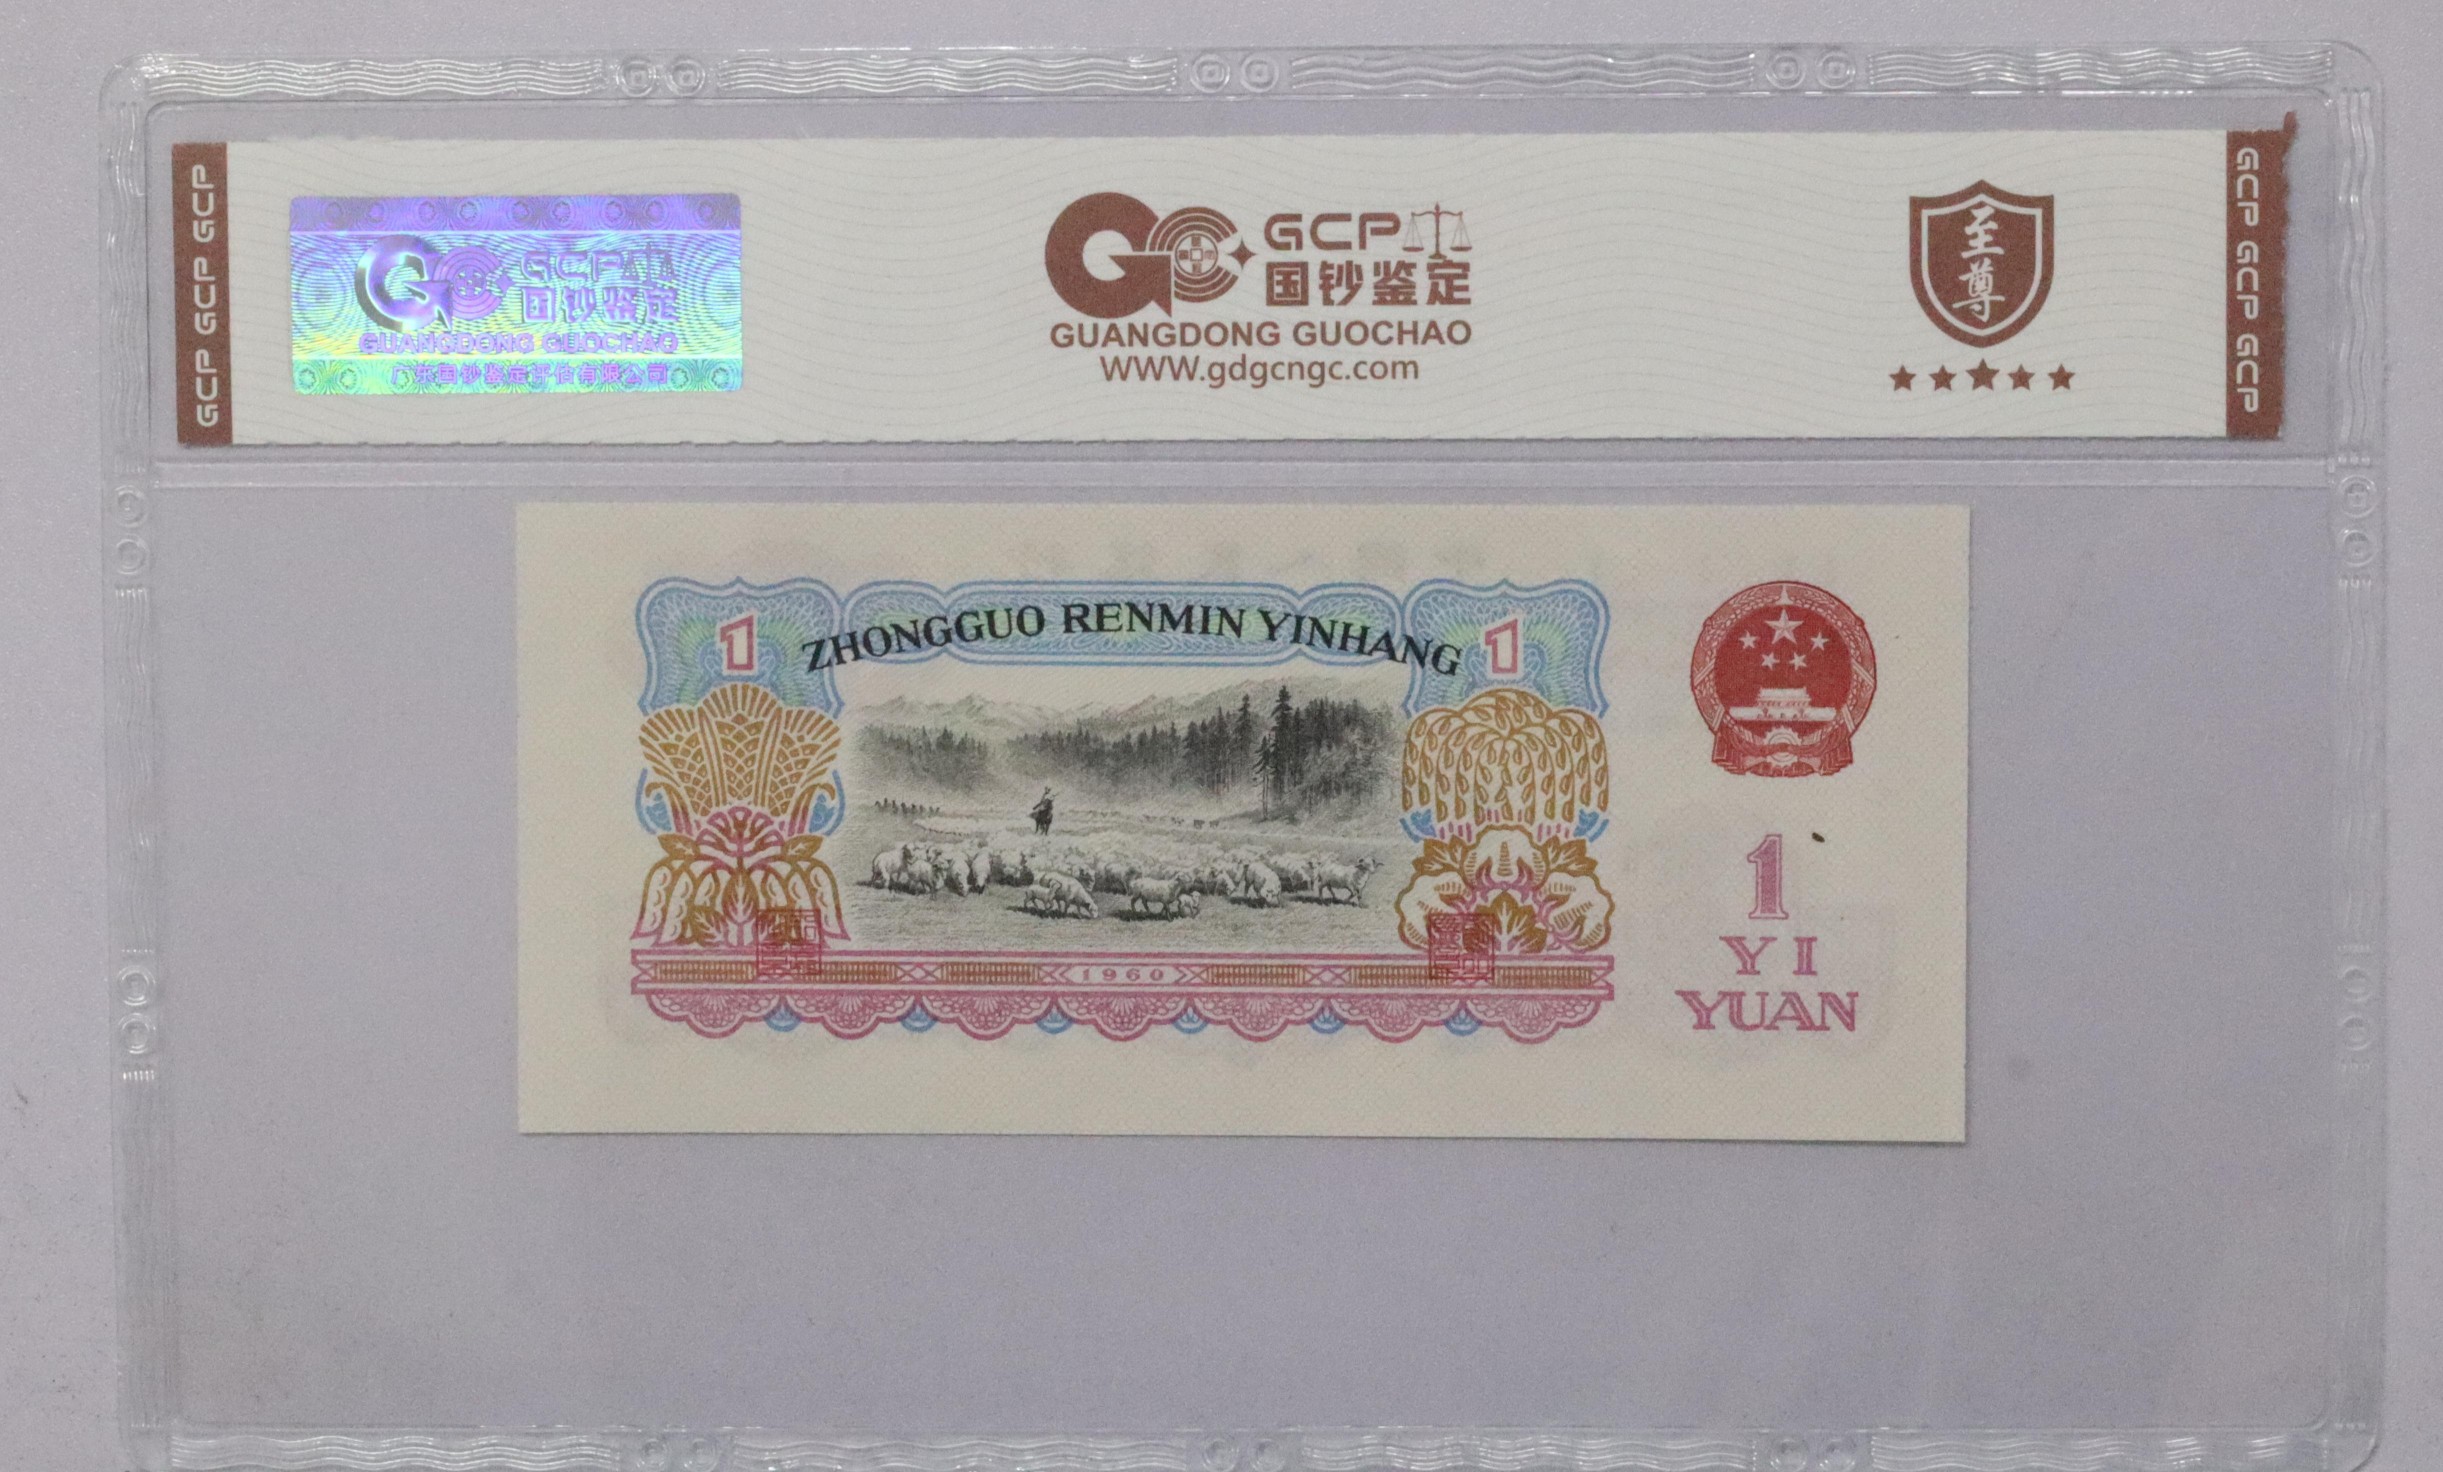 GCP GCP GCP
GCP
国钞鉴定
GUANGDONG GUOCHAO
广东国钞鉴定评估有限公司
GCP
国钞鉴定
GUANGDONG GUOCHAO
WWW.gdgcngc.com
至尊
GCP GCP GCP
ZHONGGUO RENMIN YINHANG
1
1
1960
1
YI
YUAN